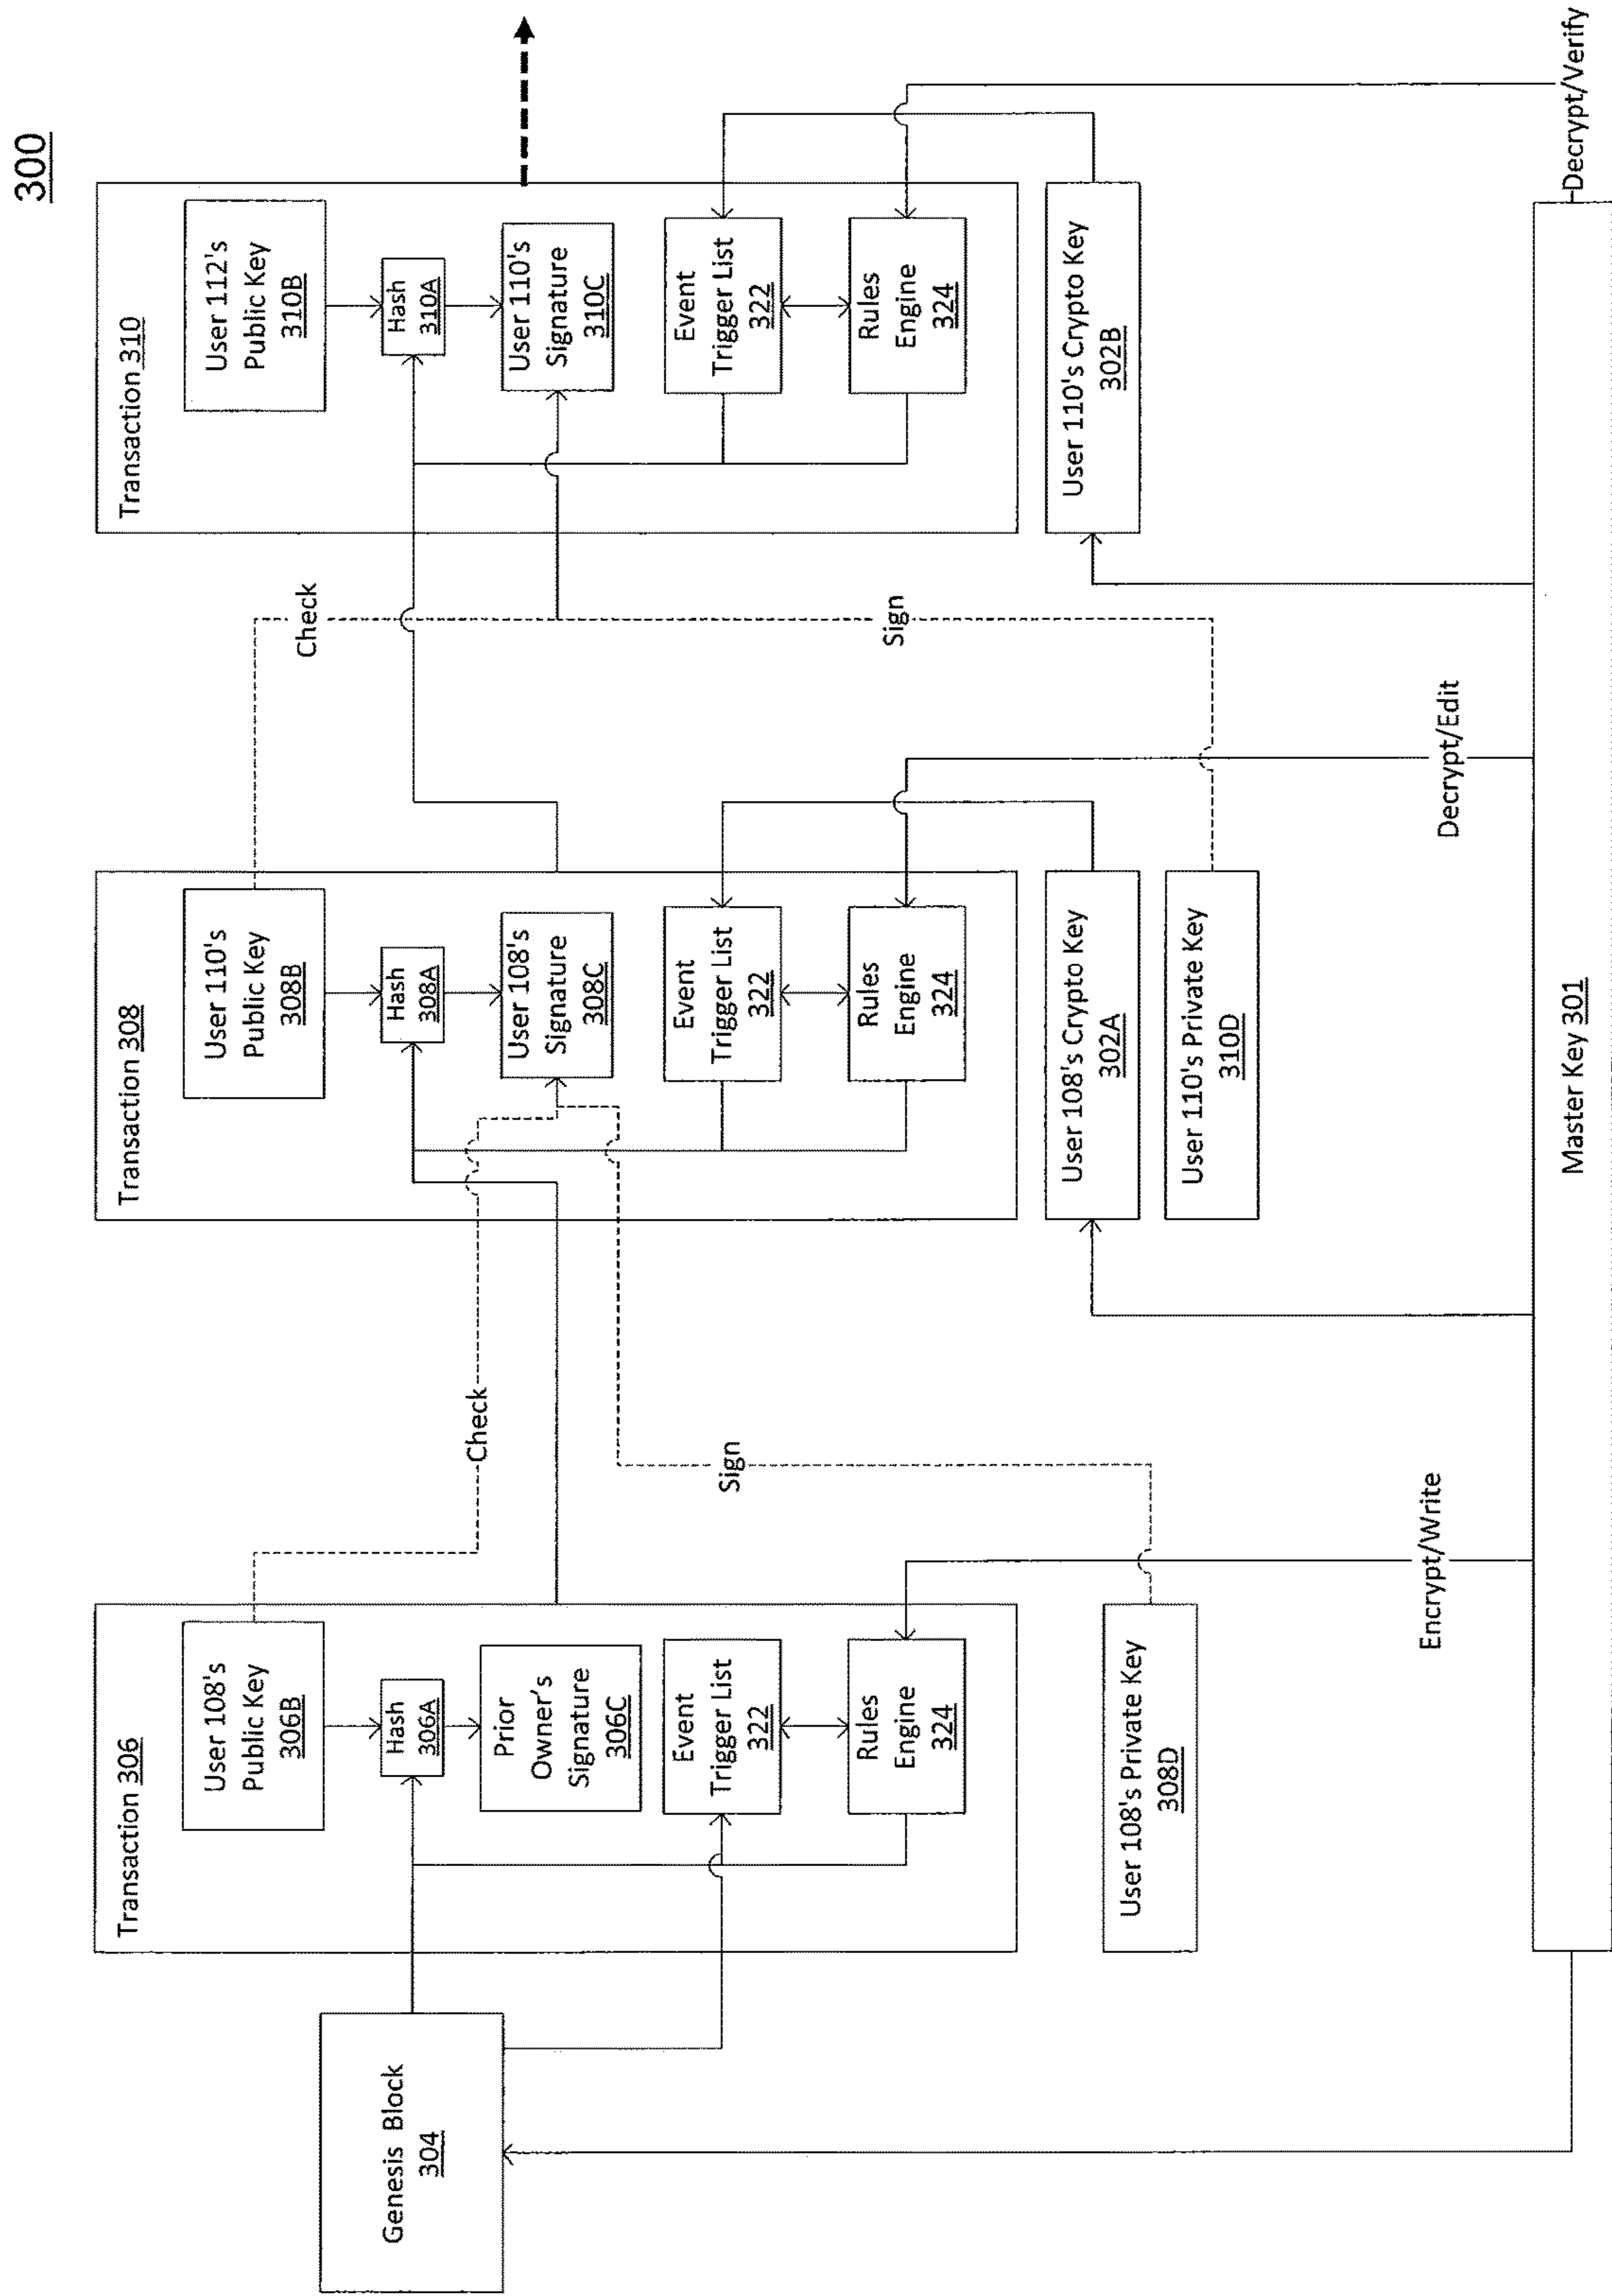 300
Genesis Block
304
Transaction 306
User 108's
Public Key
306B
Hash
306A
Prior
Owner's
Signature
306C
Event
Trigger List
322
Rules
Engine
324
User 108's Private Key
308D
Encrypt/Write
Check
Sign
Transaction 308
User 110's
Public Key
308B
Hash
308A
User 108's
Signature
308C
Event
Trigger List
322
Rules
Engine
324
User 108's Crypto Key
302A
User 110's Private Key
310D
Decrypt/Edit
Check
Sign
Transaction 310
User 112's
Public Key
310B
Hash
310A
User 110's
Signature
310C
Event
Trigger List
322
Rules
Engine
324
User 110's Crypto Key
302B
Decrypt/Verify
Master Key 301